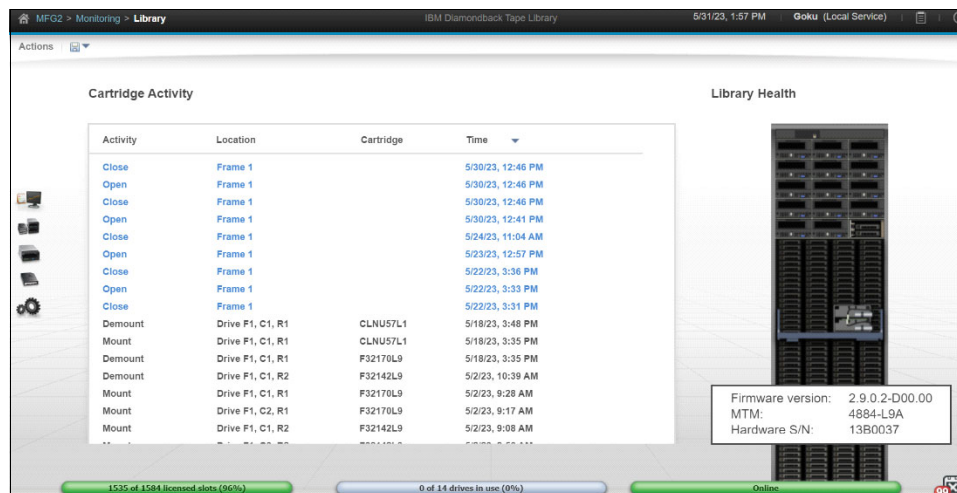 MFG2 > Monitoring > Library IBM Diamondback Tape Library 5/31/23, 1:57 PM Goku (Local Service)
Actions
Cartridge Activity
Library Health
Activity Location Cartridge Time
Close Frame 1 5/30/23, 12:46 PM
Open Frame 1 5/30/23, 12:46 PM
Close Frame 1 5/30/23, 12:46 PM
Open Frame 1 5/30/23, 12:41 PM
Close Frame 1 5/24/23, 11:04 AM
Open Frame 1 5/23/23, 12:57 PM
Close Frame 1 5/22/23, 3:36 PM
Open Frame 1 5/22/23, 3:33 PM
Close Frame 1 5/22/23, 3:31 PM
Demount Drive F1, C1, R1 CLNU57L1 5/18/23, 3:48 PM
Mount Drive F1, C1, R1 CLNU57L1 5/18/23, 3:35 PM
Demount Drive F1, C1, R1 F32170L9 5/18/23, 3:35 PM
Demount Drive F1, C1, R2 F32142L9 5/2/23, 10:39 AM
Mount Drive F1, C1, R1 F32170L9 5/2/23, 9:28 AM
Mount Drive F1, C2, R1 F32170L9 5/2/23, 9:17 AM
Mount Drive F1, C1, R2 F32142L9 5/2/23, 9:08 AM
Firmware version: 2.9.0.2-D00.00
MTM: 4884-L9A
Hardware S/N: 13B0037
1535 of 1584 licensed slots (96%) 0 of 14 drives in use (0%) Online